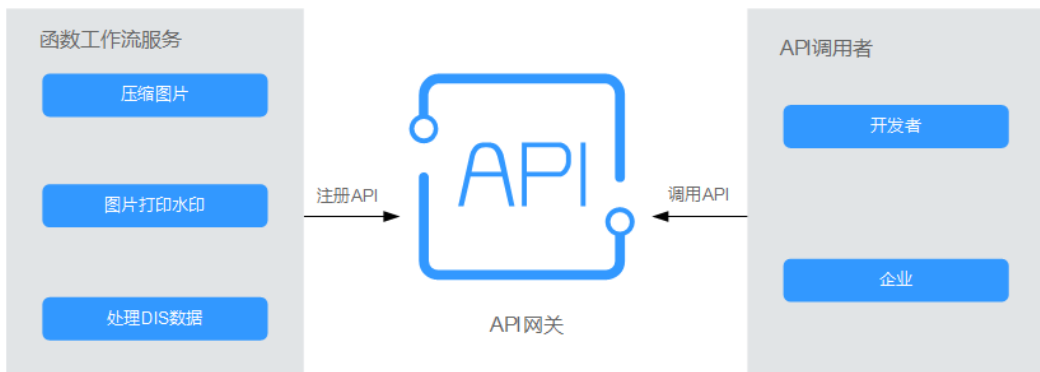 函数工作流服务
压缩图片
图片打印水印
处理DIS数据
注册API
API
API网关
调用API
API调用者
开发者
企业